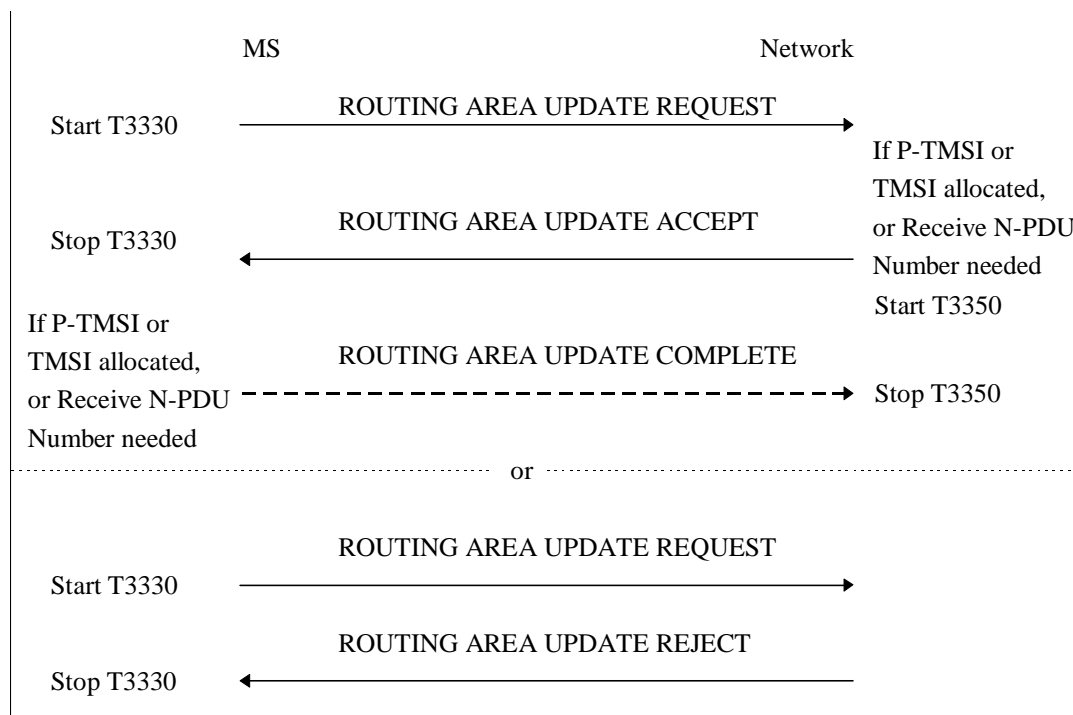 MS
Network
ROUTING AREA UPDATE REQUEST
Start T3330
If P-TMSI or
TMSI allocated,
or Receive N-PDU
Number needed
Start T3350
ROUTING AREA UPDATE ACCEPT
Stop T3330
If P-TMSI or
TMSI allocated,
or Receive N-PDU
Number needed
ROUTING AREA UPDATE COMPLETE
Stop T3350
or
ROUTING AREA UPDATE REQUEST
Start T3330
ROUTING AREA UPDATE REJECT
Stop T3330